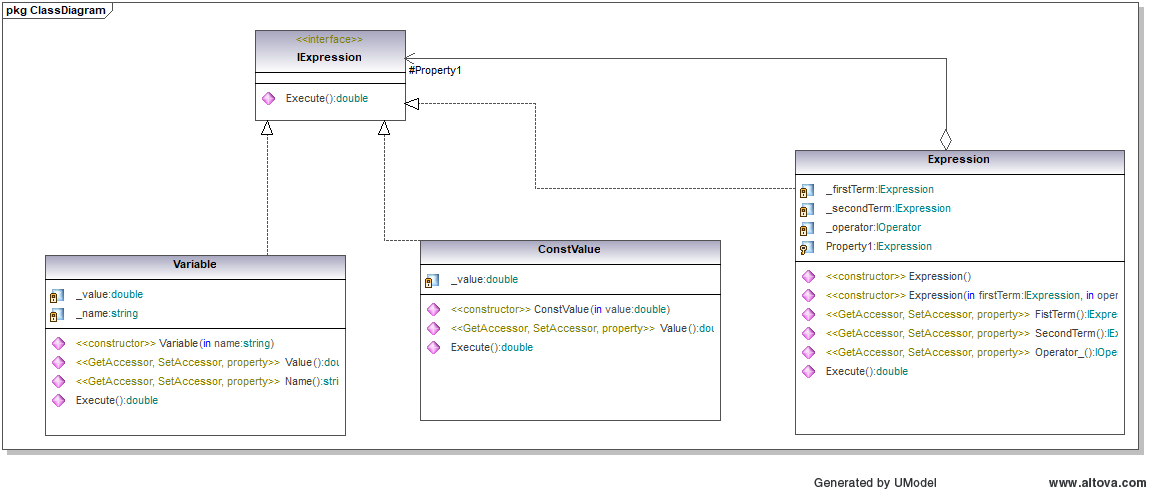 pkg ClassDiagram
<<interface>>
IExpression
#Property1
Execute():double
Expression
_firstTerm:IExpression
_secondTerm:IExpression
_operator:IOperator
Property1:IExpression
<<constructor>> Expression()
<<constructor>> Expression(in firstTerm:IExpression, in oper
<<GetAccessor, SetAccessor, property>> FistTerm():IExpre
<<GetAccessor, SetAccessor, property>> SecondTerm():IE
<<GetAccessor, SetAccessor, property>> Operator_():IOpe
Execute():double
ConstValue
_value:double
<<constructor>> ConstValue(in value:double)
<<GetAccessor, SetAccessor, property>> Value():dou
Execute():double
Variable
_value:double
_name:string
<<constructor>> Variable(in name:string)
<<GetAccessor, SetAccessor, property>> Value():dou
<<GetAccessor, SetAccessor, property>> Name():stri
Execute():double
Generated by UModel
www.altova.com